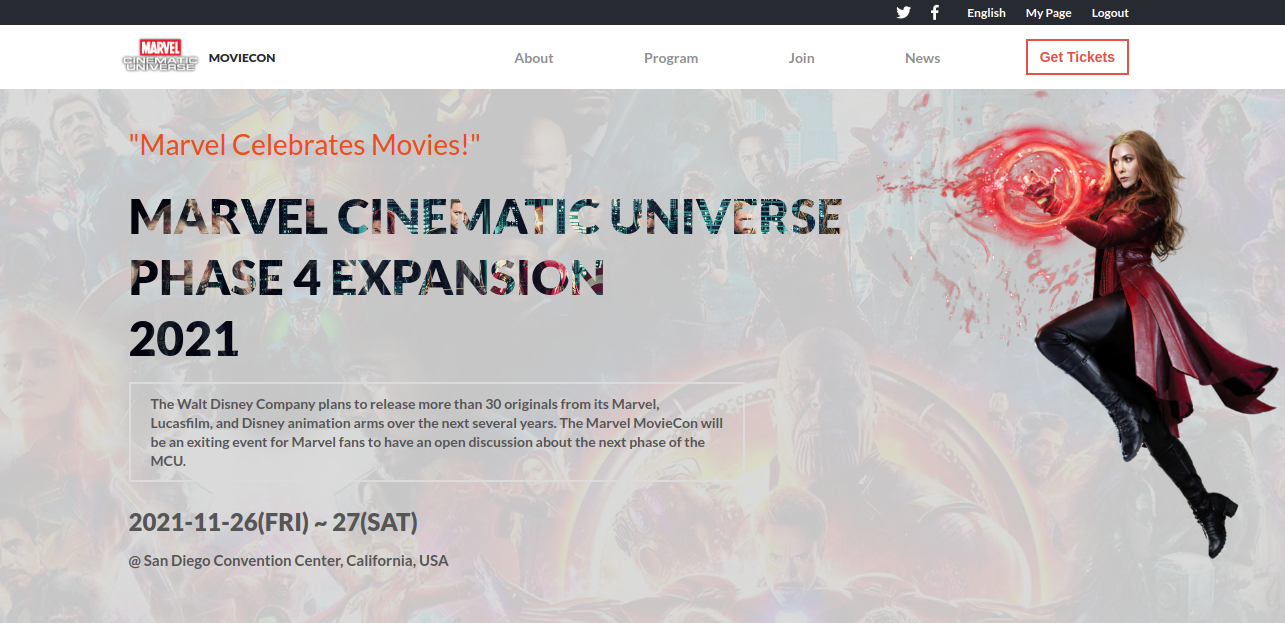 English My Page Logout
MARVEL
CINEMATIC
UNIVERSE
MOVIECON
About Program Join News Get Tickets
"Marvel Celebrates Movies!"
MARVEL CINEMATIC UNIVERSE
PHASE 4 EXPANSION
2021
The Walt Disney Company plans to release more than 30 originals from its Marvel,
Lucasfilm, and Disney animation arms over the next several years. The Marvel MovieCon will
be an exiting event for Marvel fans to have an open discussion about the next phase of the
MCU.
2021-11-26(FRI) ~ 27(SAT)
@ San Diego Convention Center, California, USA